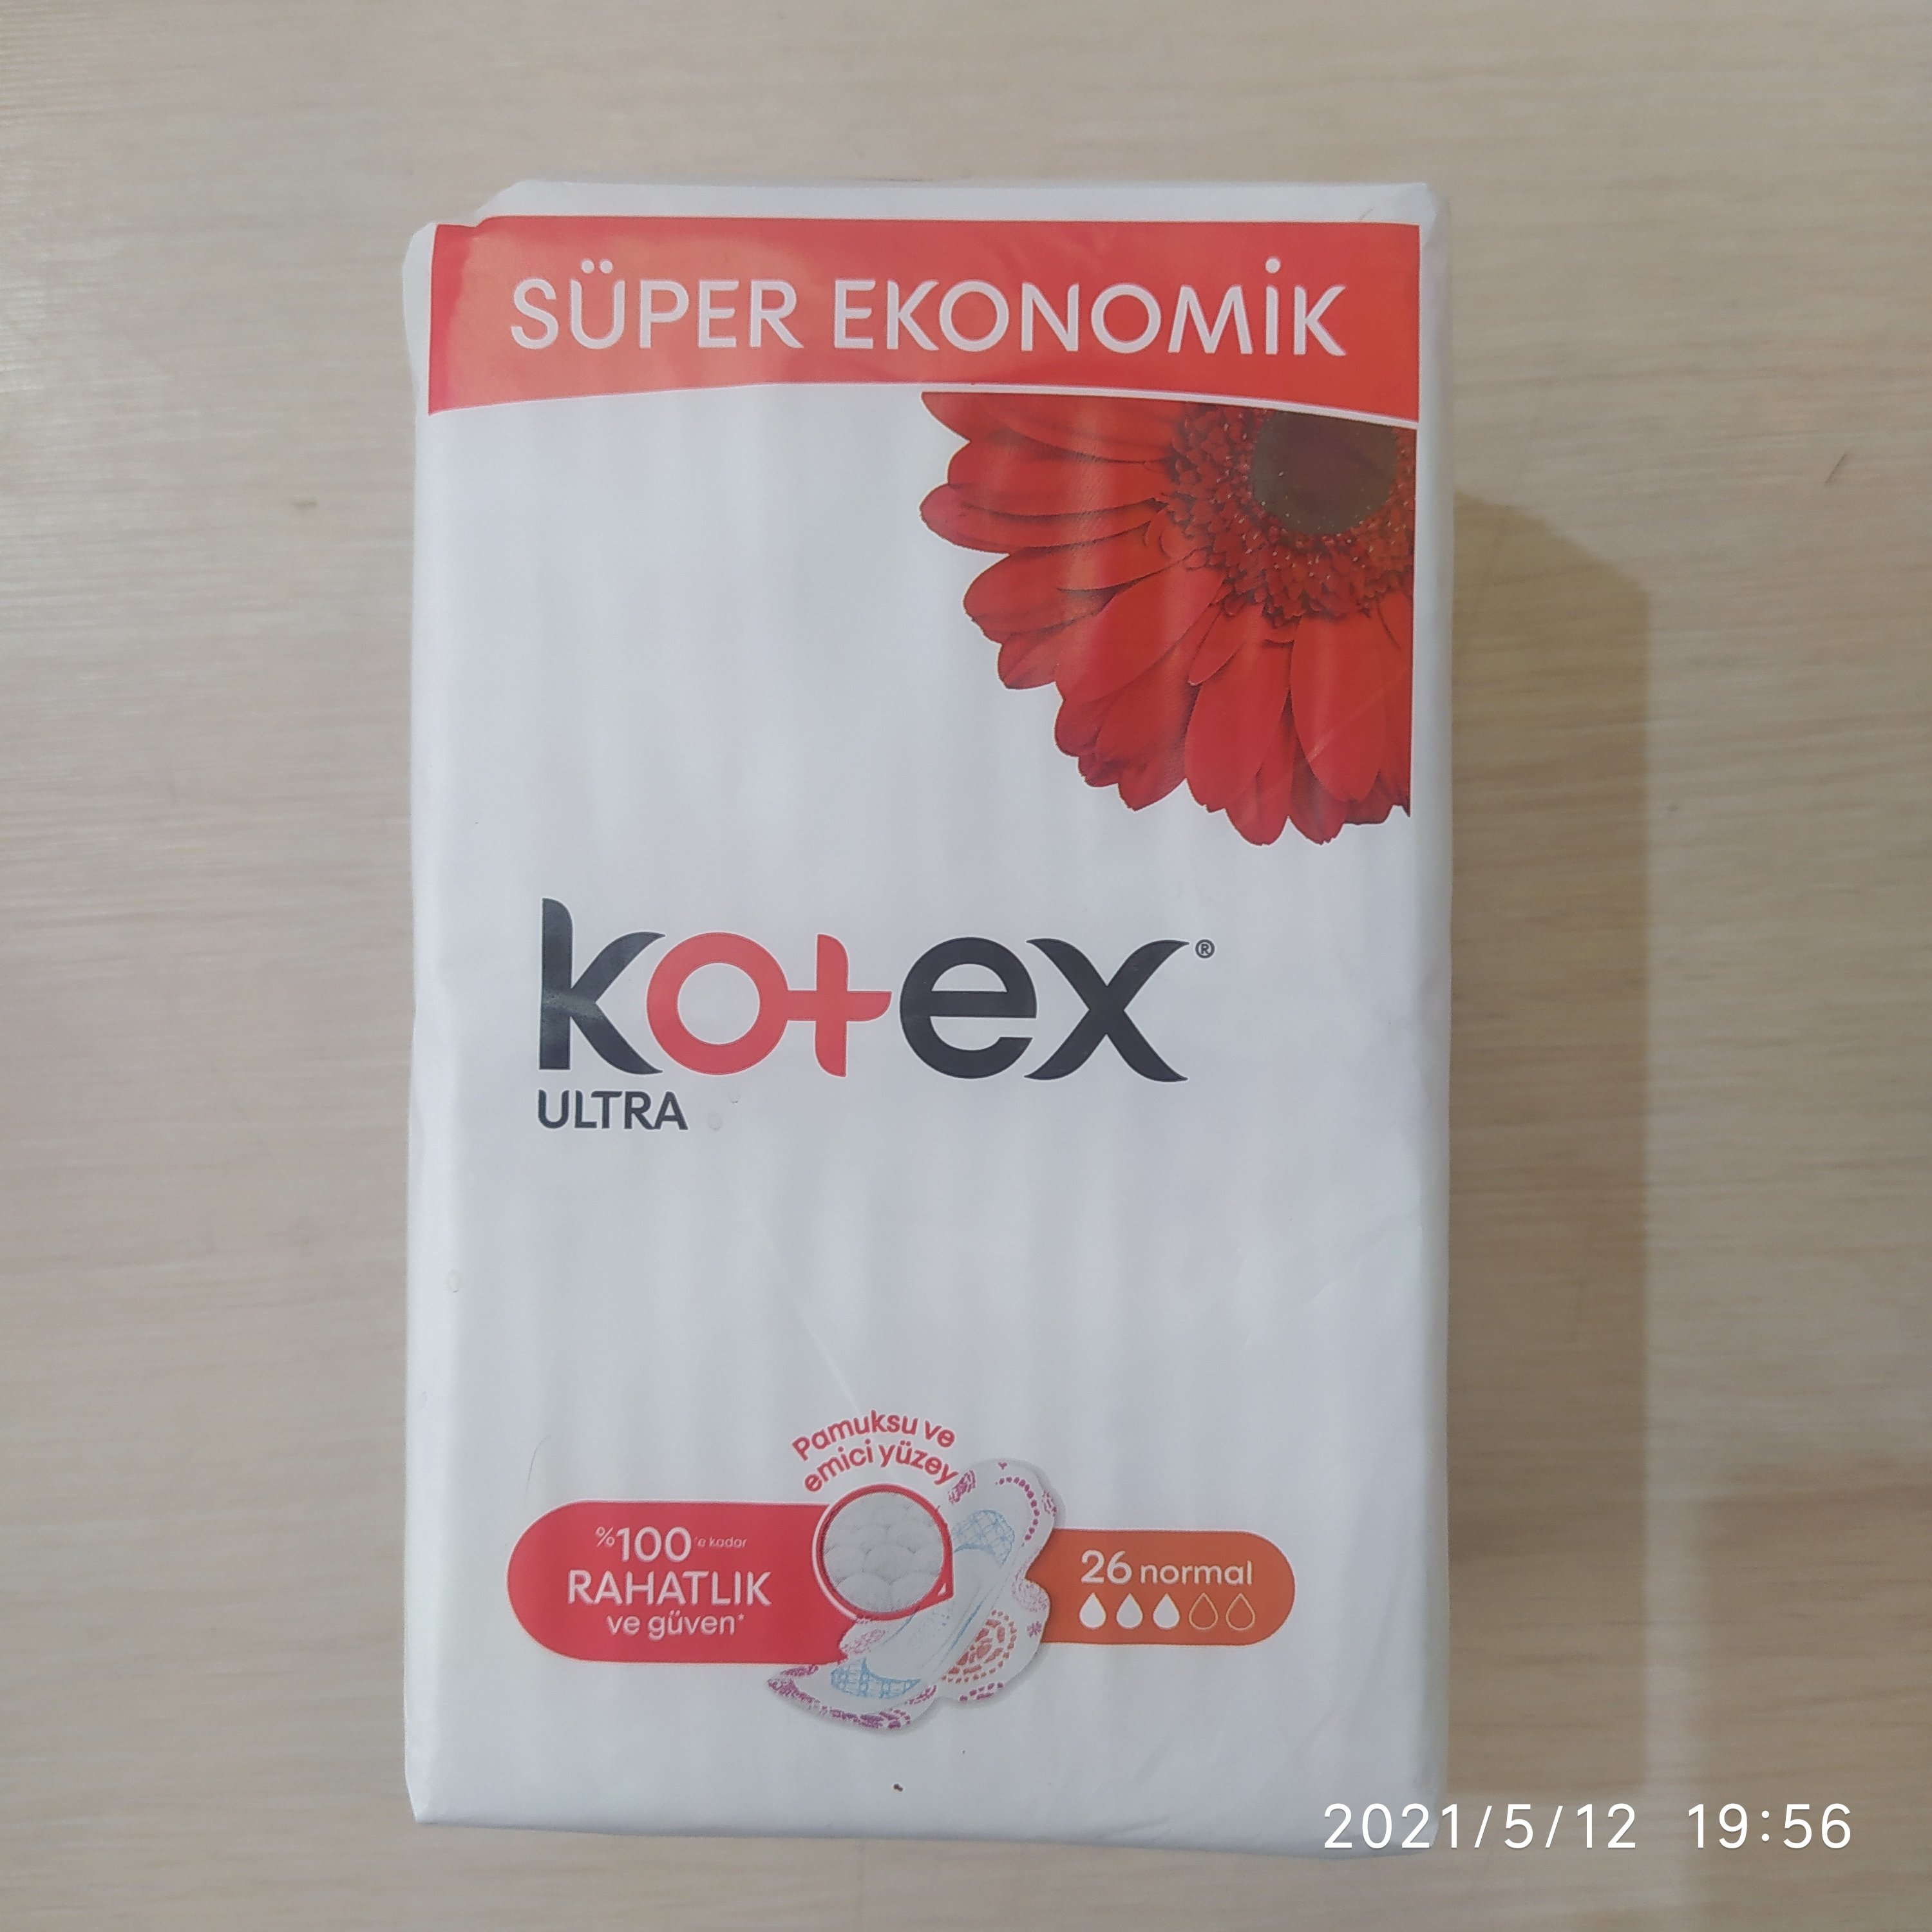 SÜPER EKONOMİK
kotex®
ULTRA
Pamuksu ve
emici yüzey
%100'e kadar
RAHATLIK
ve güven*
26 normal
2021/5/12 19:56